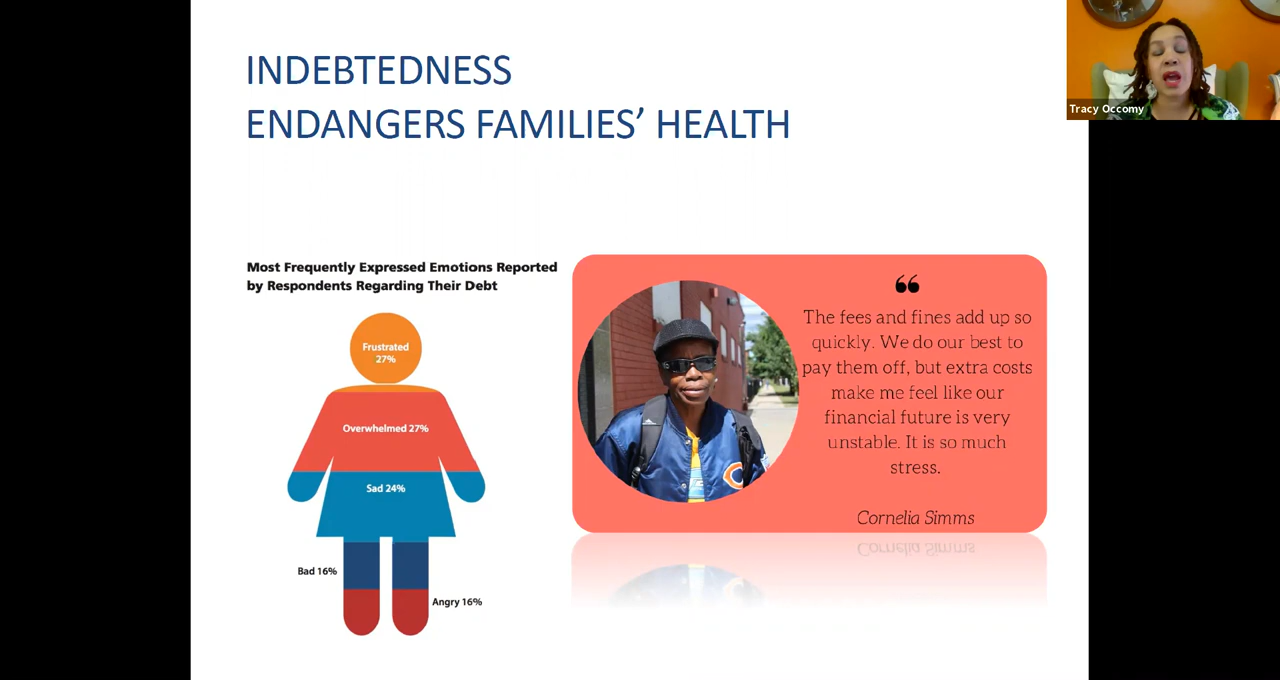 INDEBTEDNESS
ENDANGERS FAMILIES’ HEALTH
Tracy Occomy
Most Frequently Expressed Emotions Reported
by Respondents Regarding Their Debt
Frustrated
27%
Overwhelmed 27%
Sad 24%
Bad 16%
Angry 16%
“
The fees and fines add up so
quickly. We do our best to
pay them off, but extra costs
make me feel like our
financial future is very
unstable. It is so much
stress.
Cornelia Simms